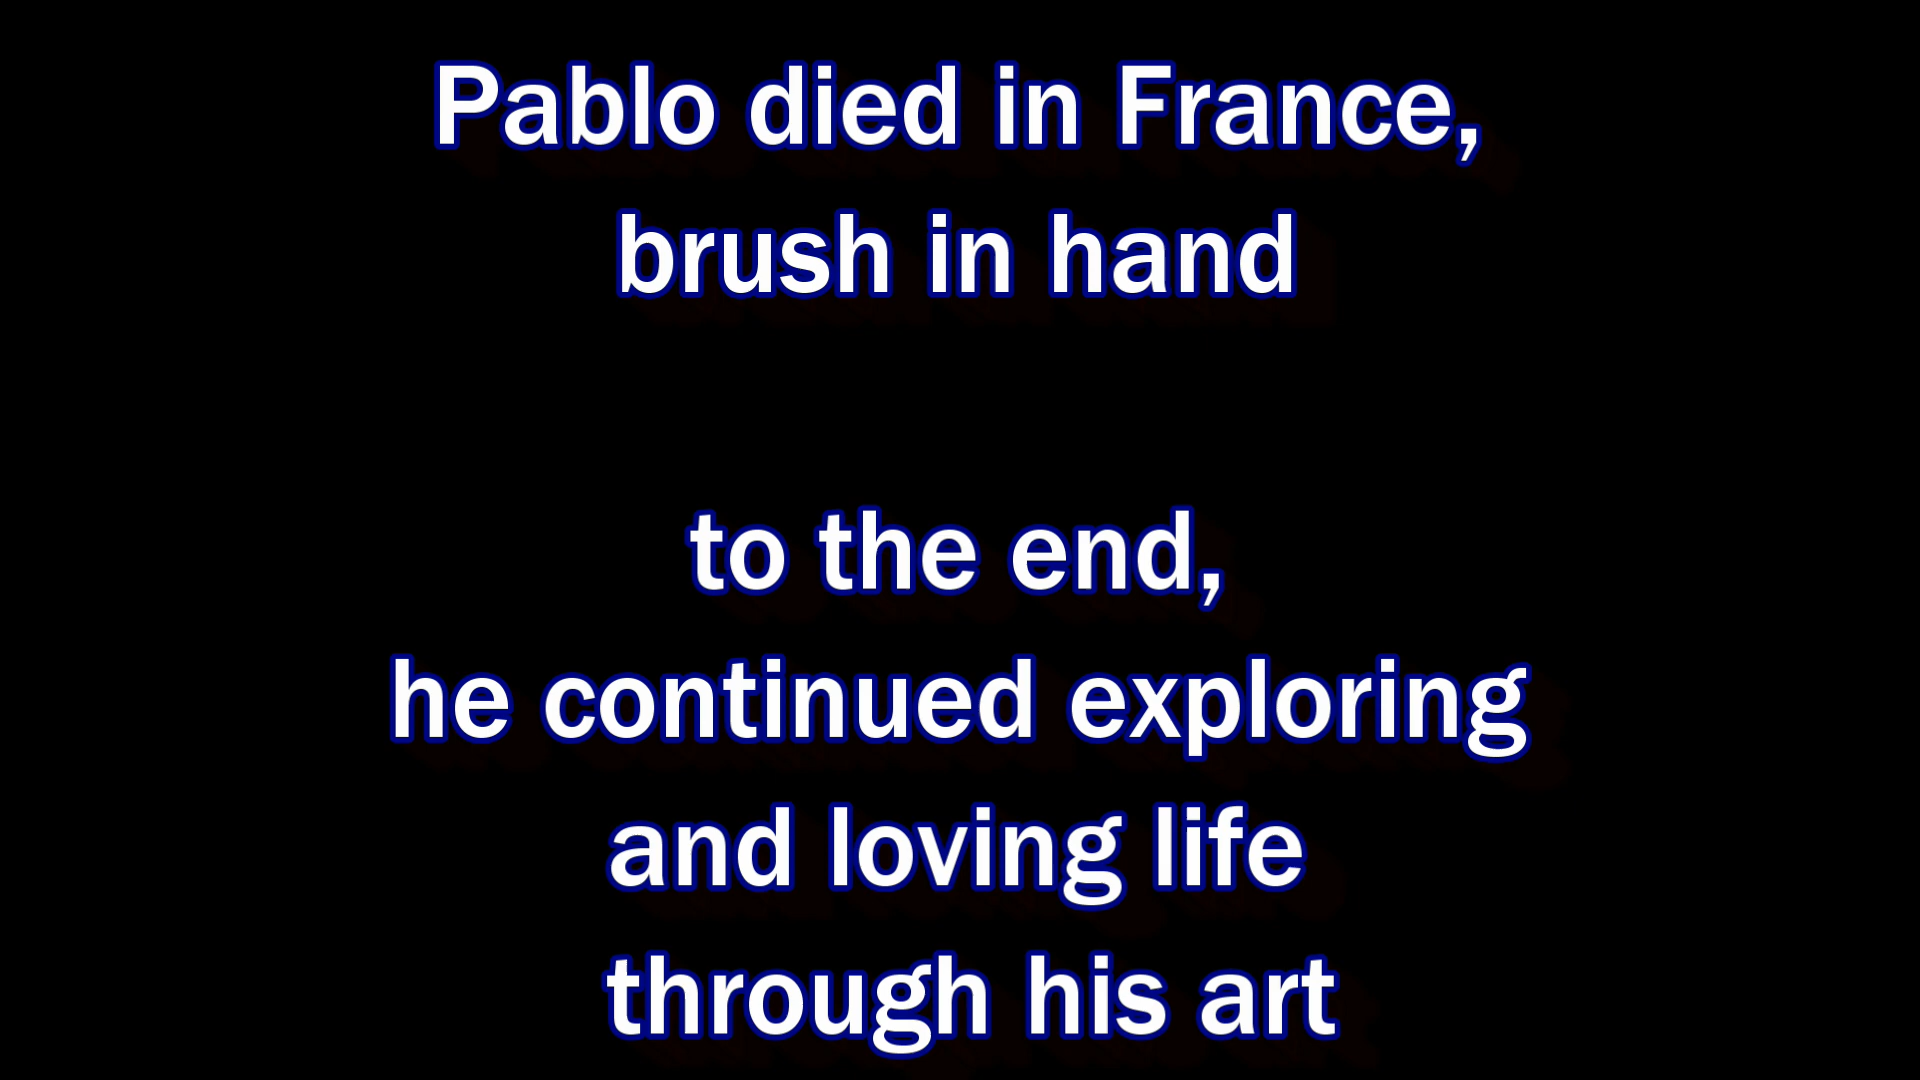 Pablo died in France,
brush in hand
to the end,
he continued exploring
and loving life
through his art